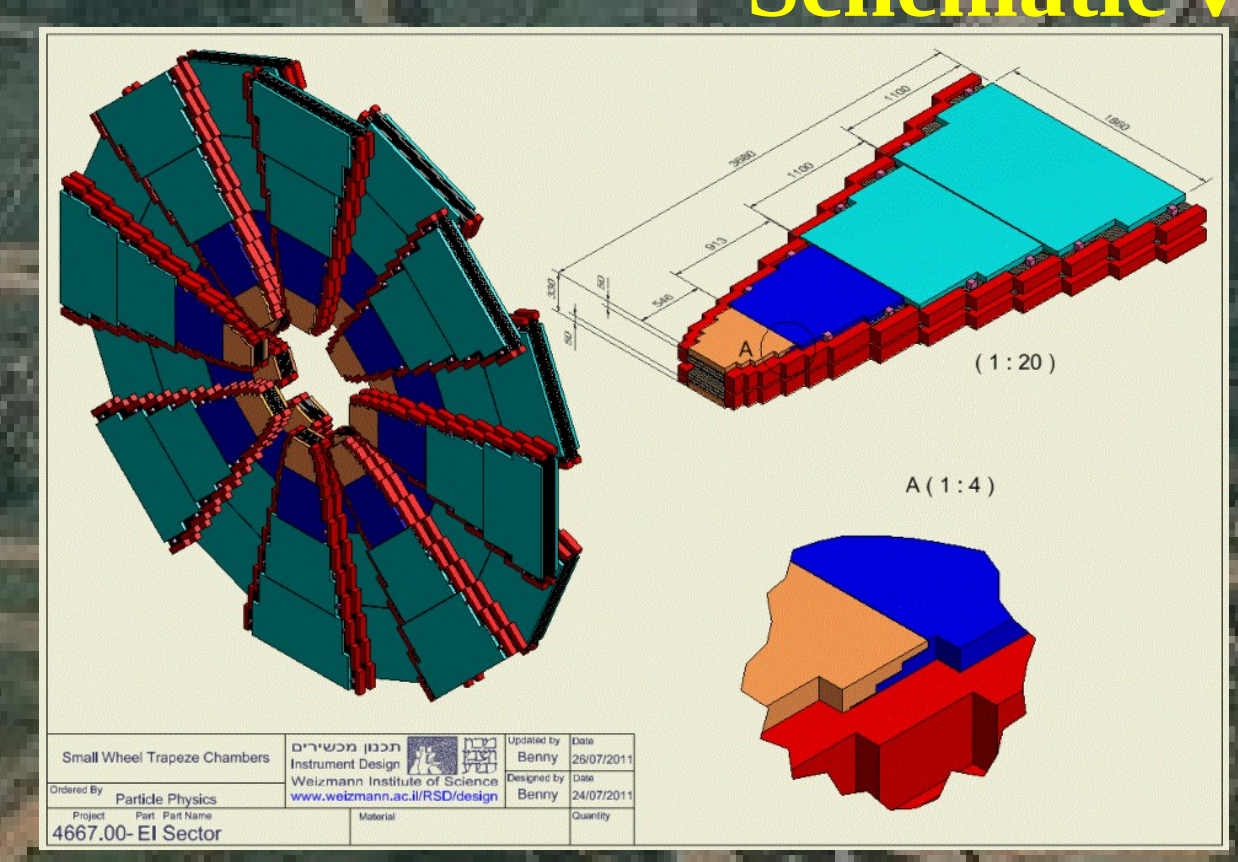 Schematic
3680
1100
1100
913
546
330
50
50
1860
A
( 1 : 20 )
A ( 1 : 4 )
Small Wheel Trapeze Chambers
Ordered By
Particle Physics
תכנון מכשירים
Instrument Design
Weizmann Institute of Science
www.weizmann.ac.il/RSD/design
מכון
ויצמן
למדע
Updated by
Benny
Date
26/07/2011
Designed by
Benny
Date
24/07/2011
Project Part Part Name
4667.00- EI Sector
Material
Quantity